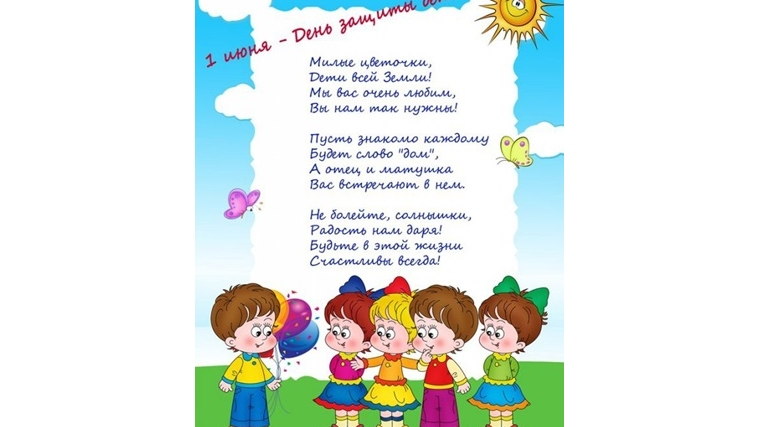 1 июня - День защиты
Милые цветочки,
Дети всей Земли!
Мы вас очень любим,
Вы нам так нужны!
Пусть знакомо каждому
Будет слово "дом",
А отец и матушка
Вас встречают в нем.
Не болейте, солнышки,
Радость нам даря!
Будьте в этой жизни
Счастливы всегда!